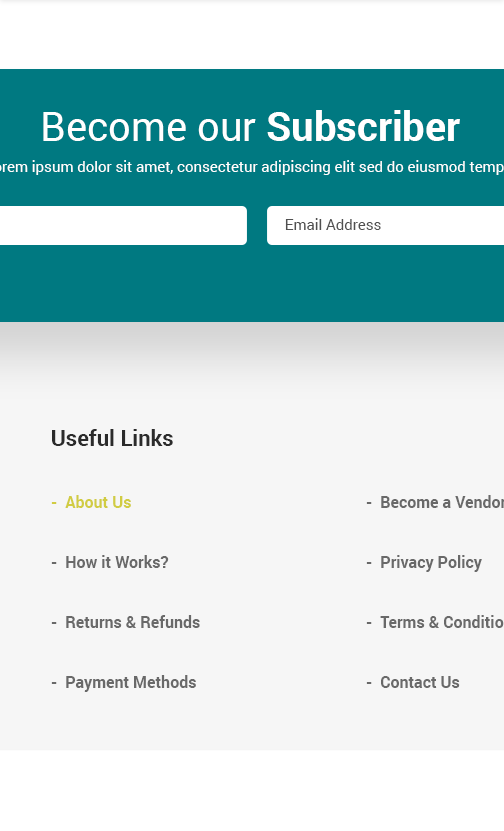 Become our Subscriber
orem ipsum dolor sit amet, consectetur adipiscing elit sed do eiusmod temp
Email Address
Useful Links
- About Us
- Become a Vendor
- How it Works?
- Privacy Policy
- Returns & Refunds
- Terms & Conditio
- Payment Methods
- Contact Us